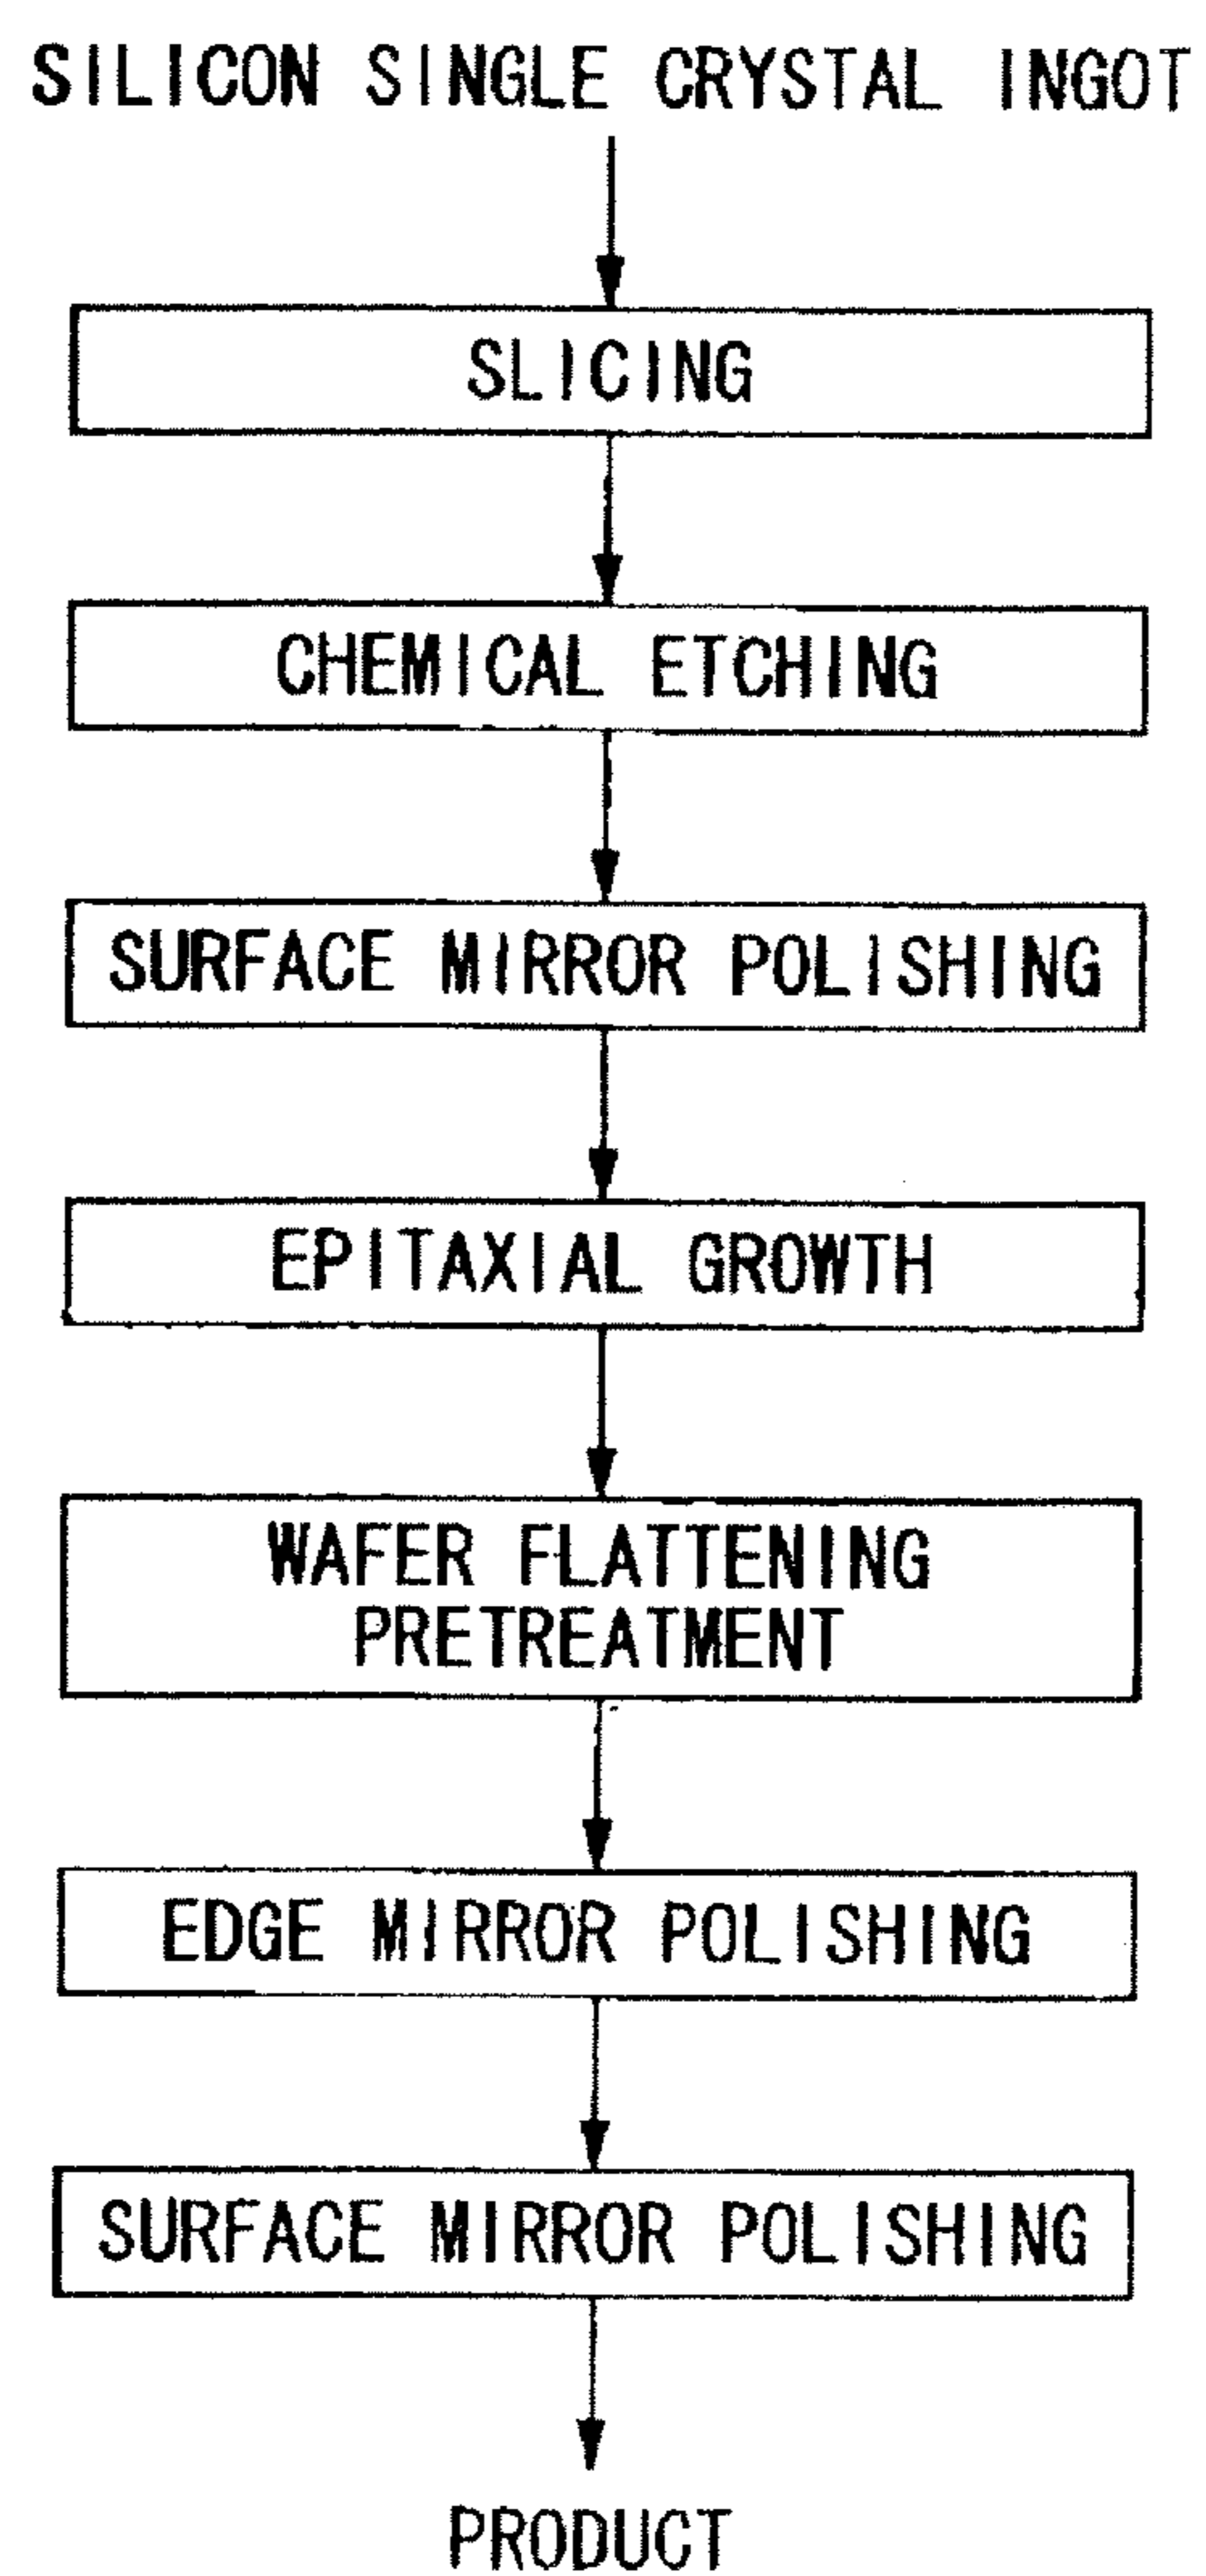 SILICON SINGLE CRYSTAL INGOT
SLICING
CHEMICAL ETCHING
SURFACE MIRROR POLISHING
EPITAXIAL GROWTH
WAFER FLATTENING
PRETREATMENT
EDGE MIRROR POLISHING
SURFACE MIRROR POLISHING
PRODUCT